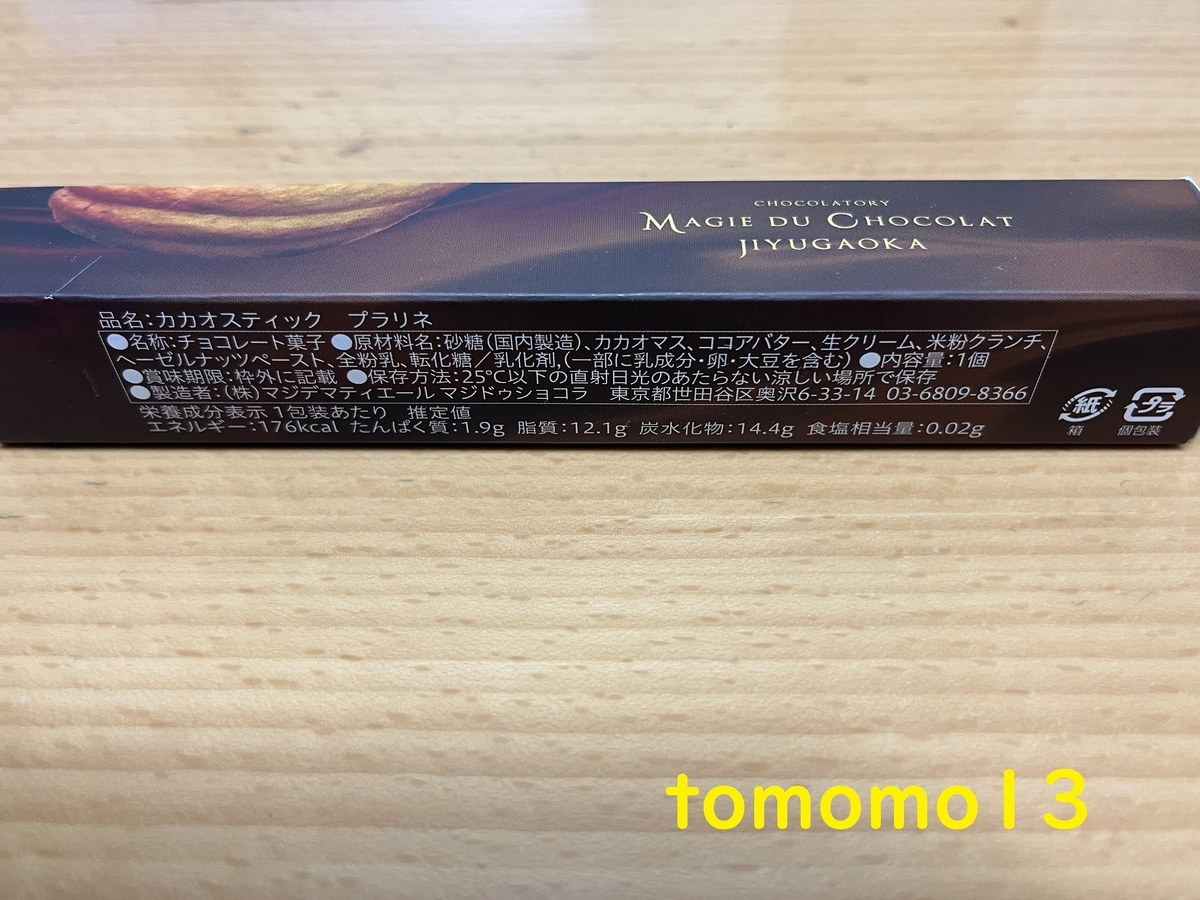 CHOCOLATORY
MAGIE DU CHOCOLAT
JIYUGAOKA
品名:カカオスティック プラリネ
●名称:チョコレート菓子 ●原材料名:砂糖(国内製造)、カカオマス、ココアバター、生クリーム、米粉クランチ、
ヘーゼルナッツペースト、全粉乳、転化糖/乳化剤、(一部に乳成分・卵・大豆を含む) ●内容量:1個
●賞味期限:枠外に記載 ●保存方法:25℃以下の直射日光のあたらない涼しい場所で保存
●製造者:(株)マジデマティエール マジドゥショコラ 東京都世田谷区奥沢6-33-14 03-6809-8366
栄養成分表示 1包装あたり 推定値
エネルギー:176kcal たんぱく質:1.9g 脂質:12.1g 炭水化物:14.4g 食塩相当量:0.02g
紙 プラ
箱 個包装
tomomo13